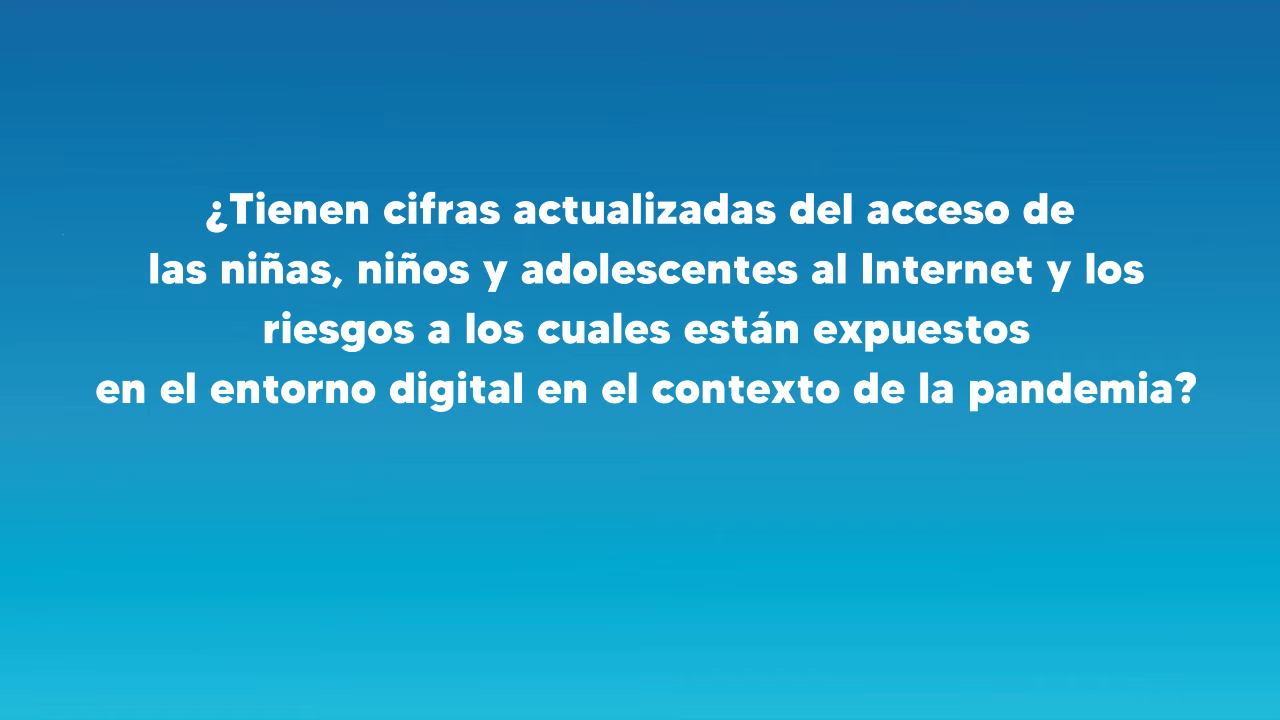 ¿Tienen cifras actualizadas del acceso de
las niñas, niños y adolescentes al Internet y los
riesgos a los cuales están expuestos
en el entorno digital en el contexto de la pandemia?